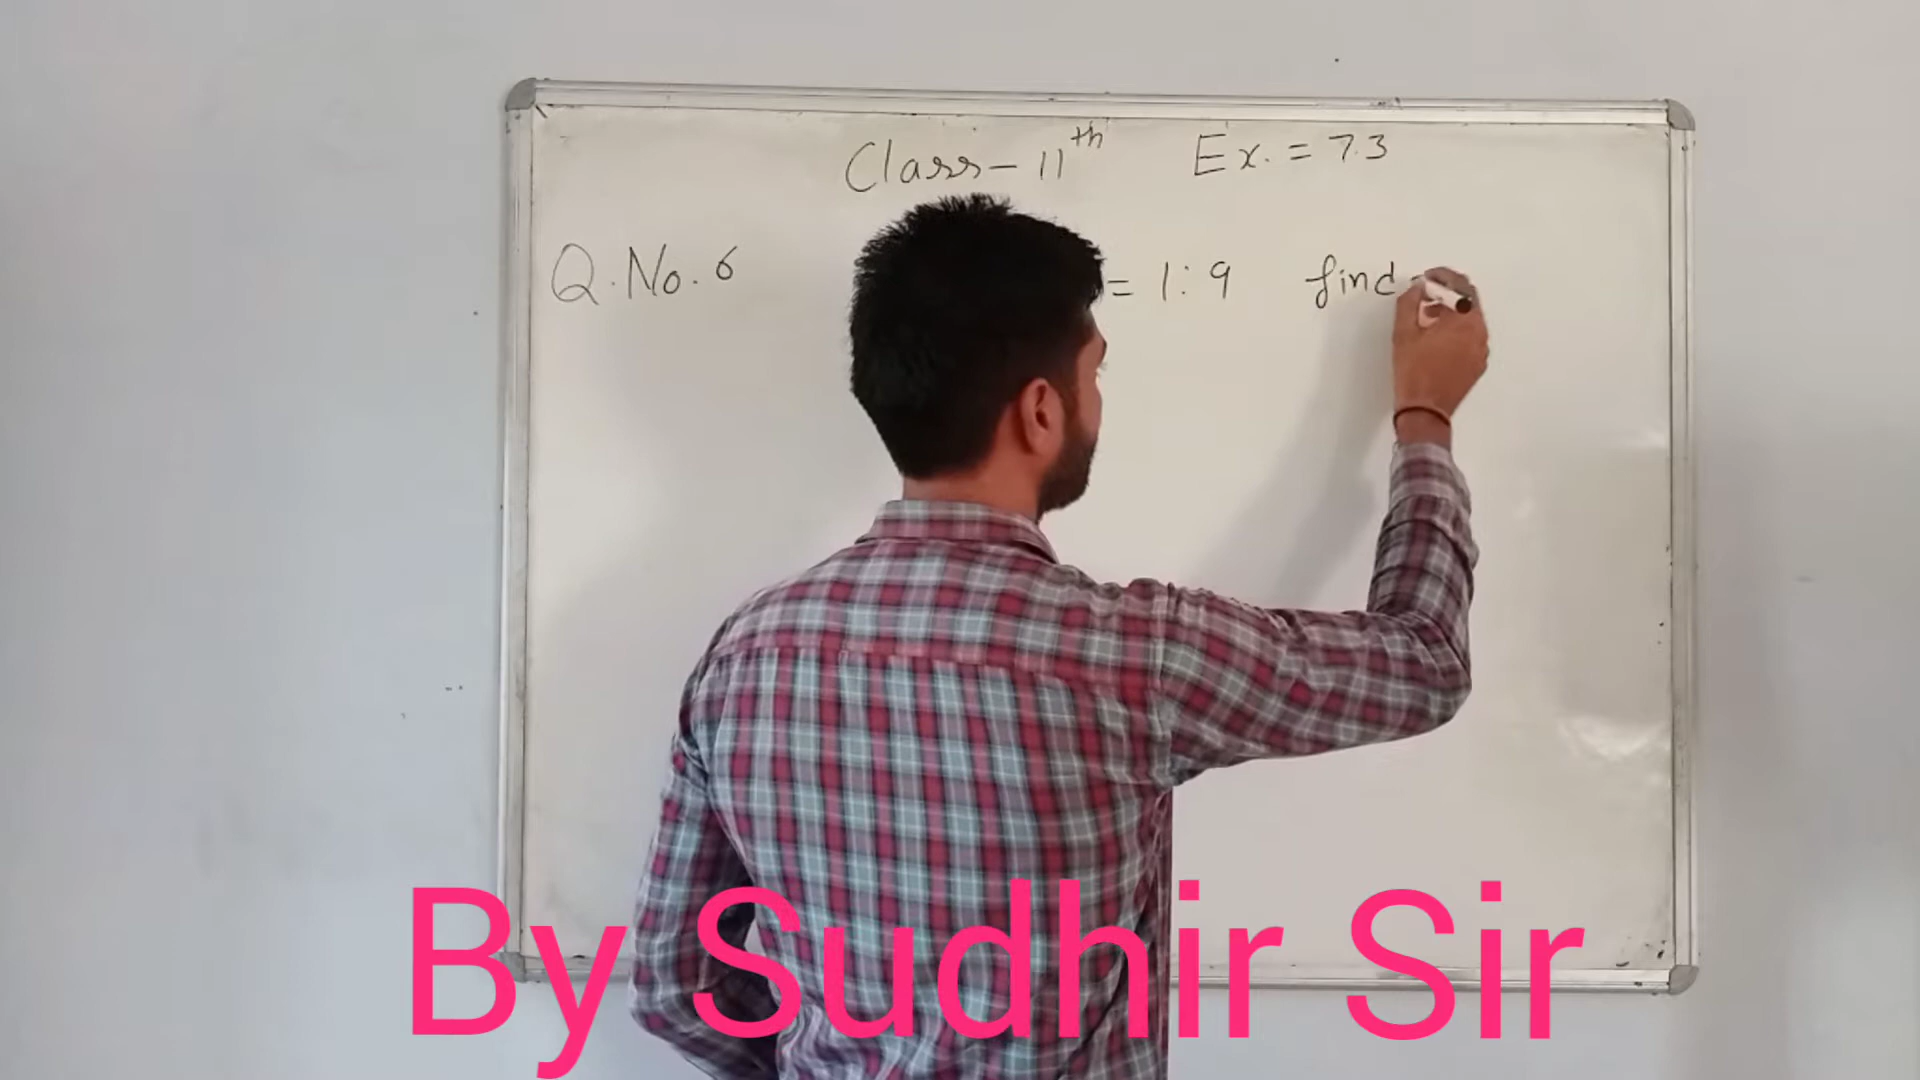 Class - 11th Ex. = 7.3
Q. No. 6 = 1 : 9 find
By Sudhir Sir